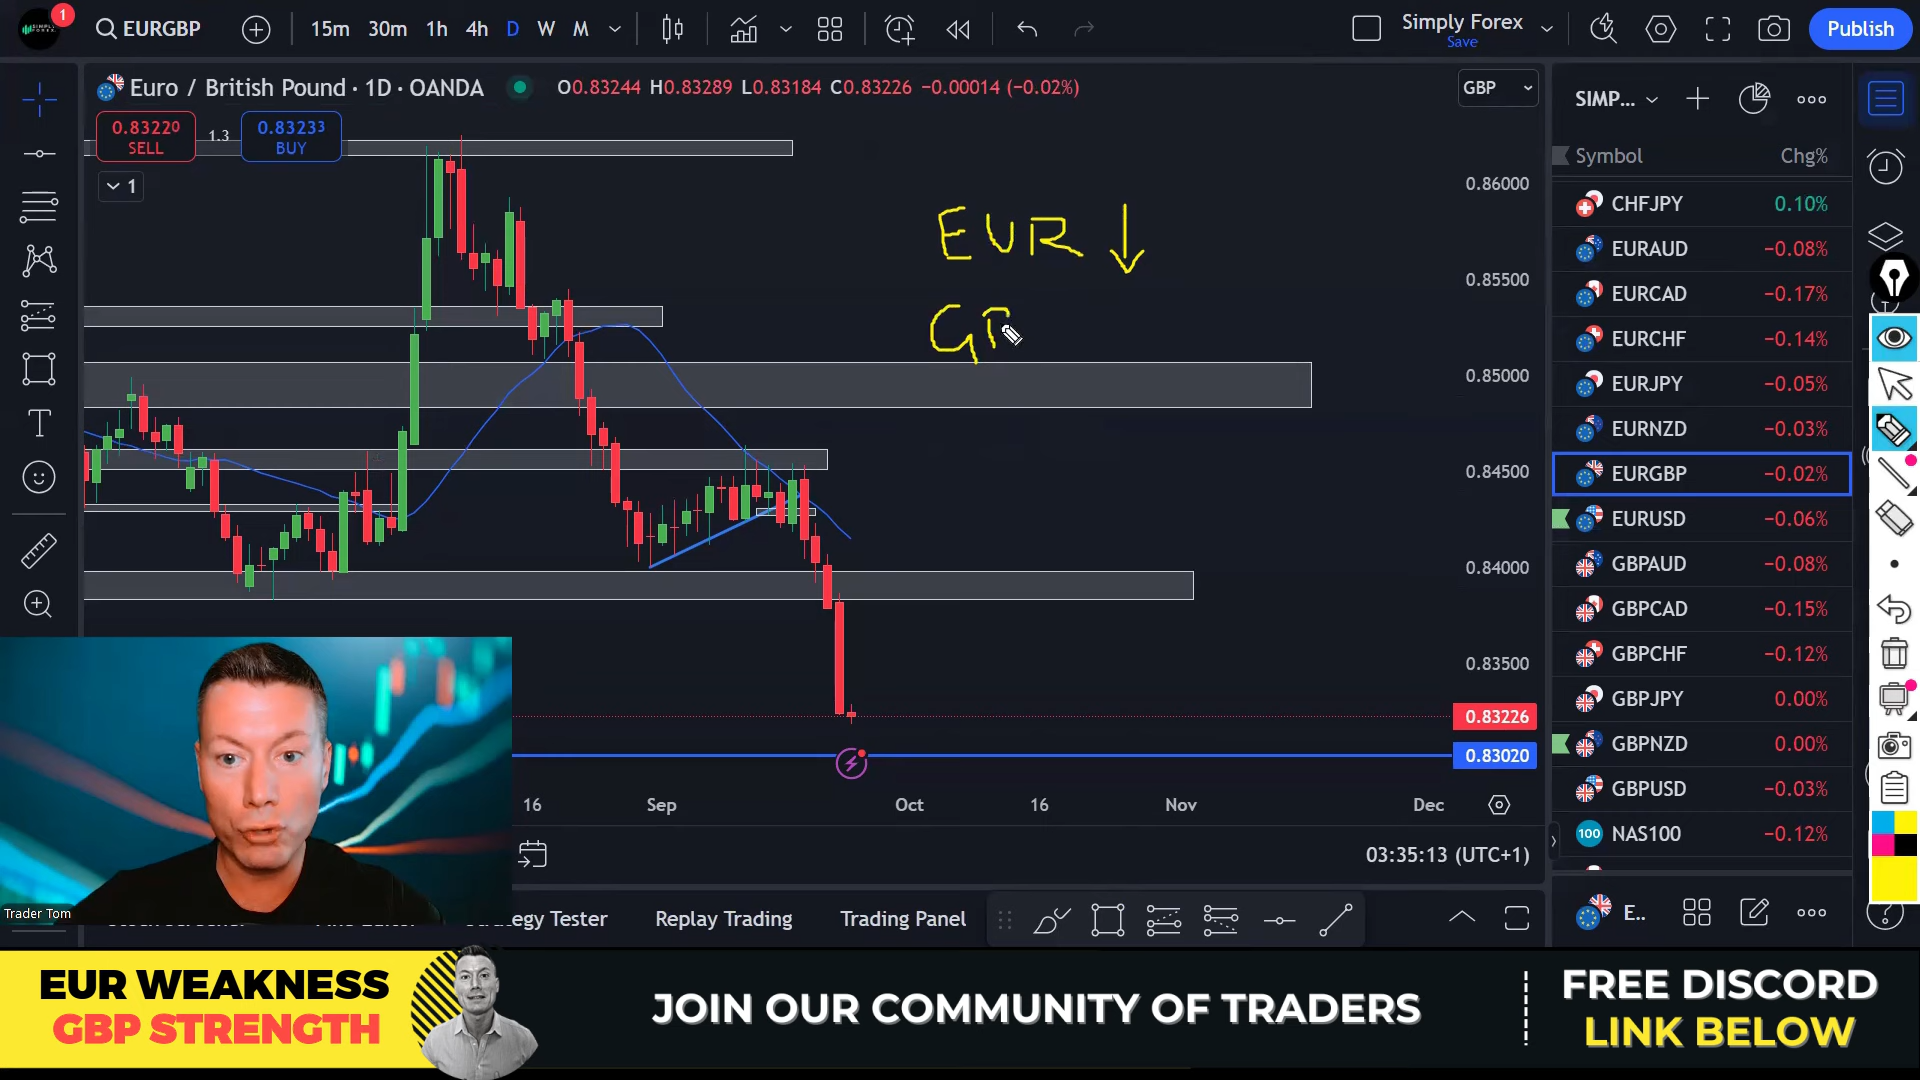 1
EURGBP
15m 30m 1h 4h D W M
Simply Forex
Save
Publish
Euro / British Pound · 1D · OANDA
O0.83244 H0.83289 L0.83184 C0.83226 −0.00014 (−0.02%)
GBP
0.83220
SELL
1.3
0.83233
BUY
1
EUR ↓
0.86000
0.85500
0.85000
0.84500
0.84000
0.83500
0.83226
0.83020
16 Sep Oct 16 Nov Dec
03:35:13 (UTC+1)
Trader Tom
Replay Trading
Trading Panel
SIMP...
Symbol Chg%
CHFJPY 0.10%
EURAUD −0.08%
EURCAD −0.17%
EURCHF −0.14%
EURJPY −0.05%
EURNZD −0.03%
EURGBP −0.02%
EURUSD −0.06%
GBPAUD −0.08%
GBPCAD −0.15%
GBPCHF −0.12%
GBPJPY 0.00%
GBPNZD 0.00%
GBPUSD −0.03%
100 NAS100 −0.12%
E..
EUR WEAKNESS
GBP STRENGTH
JOIN OUR COMMUNITY OF TRADERS
FREE DISCORD
LINK BELOW